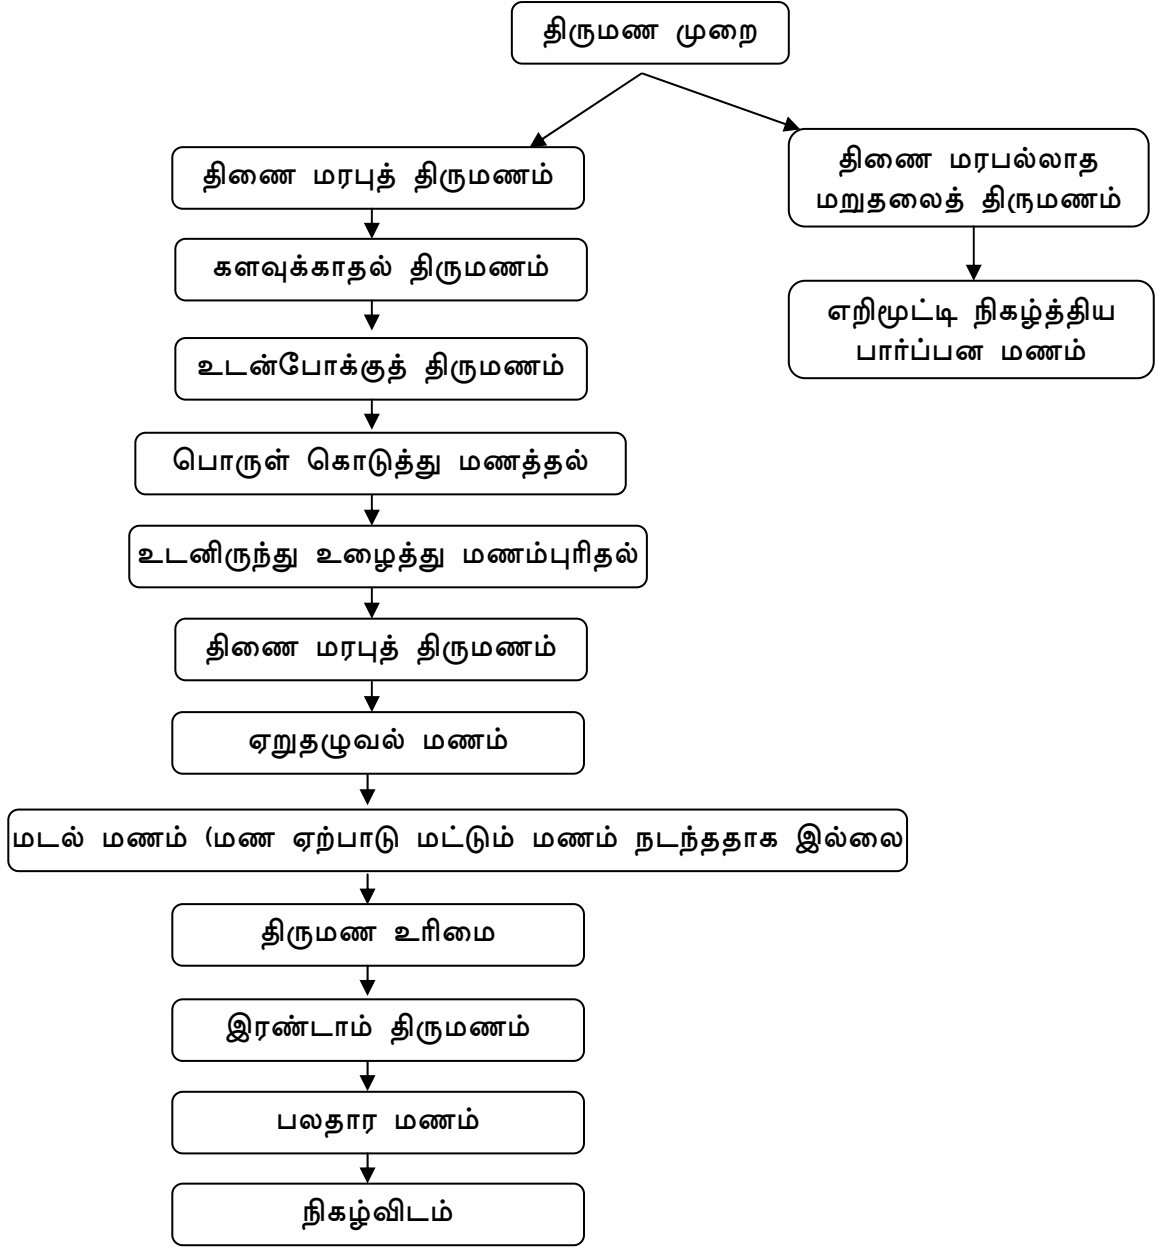 திருமண முறை
திணை மரபுத் திருமணம்
திணை மரபல்லாத
மறுதலைத் திருமணம்
களவுக்காதல் திருமணம்
எறிமூட்டி நிகழ்த்திய
பார்ப்பன மணம்
உடன்போக்குத் திருமணம்
பொருள் கொடுத்து மணத்தல்
உடனிருந்து உழைத்து மணம்புரிதல்
திணை மரபுத் திருமணம்
ஏறுதழுவல் மணம்
மடல் மணம் (மண ஏற்பாடு மட்டும் மணம் நடந்ததாக இல்லை
திருமண உரிமை
இரண்டாம் திருமணம்
பலதார மணம்
நிகழ்விடம்